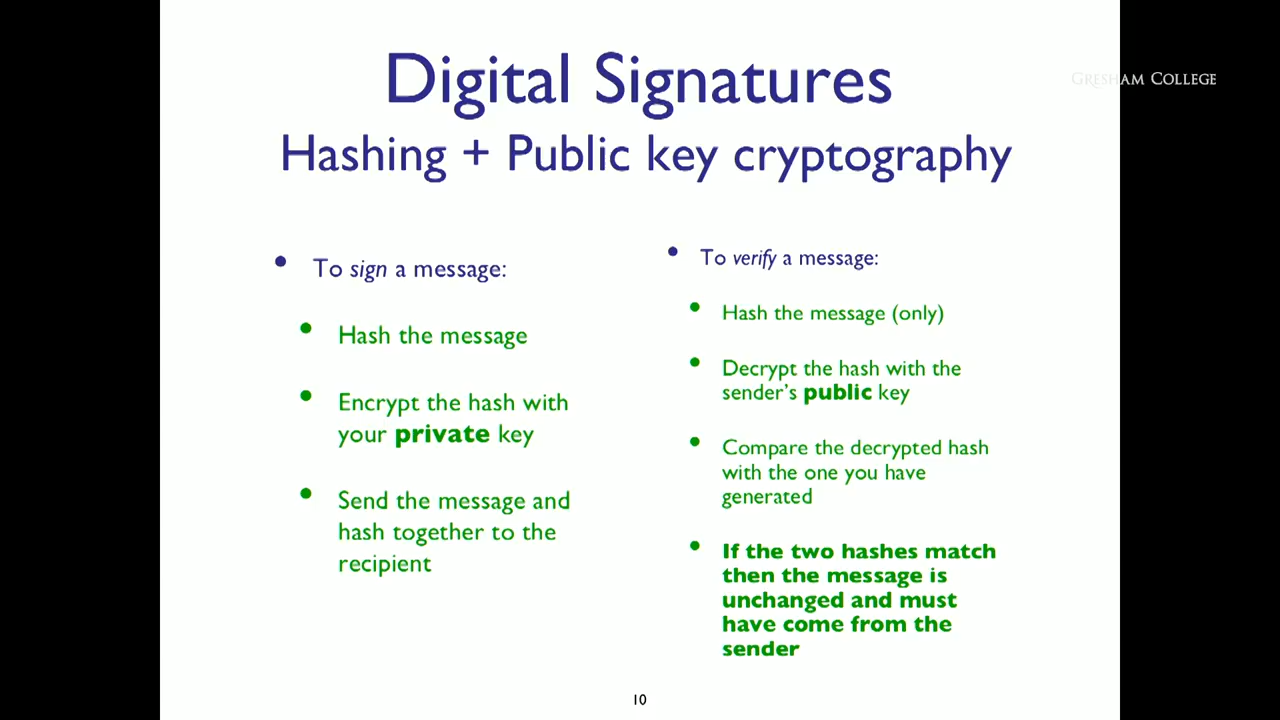 Digital Signatures
GRESHAM COLLEGE
Hashing + Public key cryptography
• To sign a message:
• Hash the message
• Encrypt the hash with
your private key
• Send the message and
hash together to the
recipient
• To verify a message:
• Hash the message (only)
• Decrypt the hash with the
sender's public key
• Compare the decrypted hash
with the one you have
generated
• If the two hashes match
then the message is
unchanged and must
have come from the
sender
10